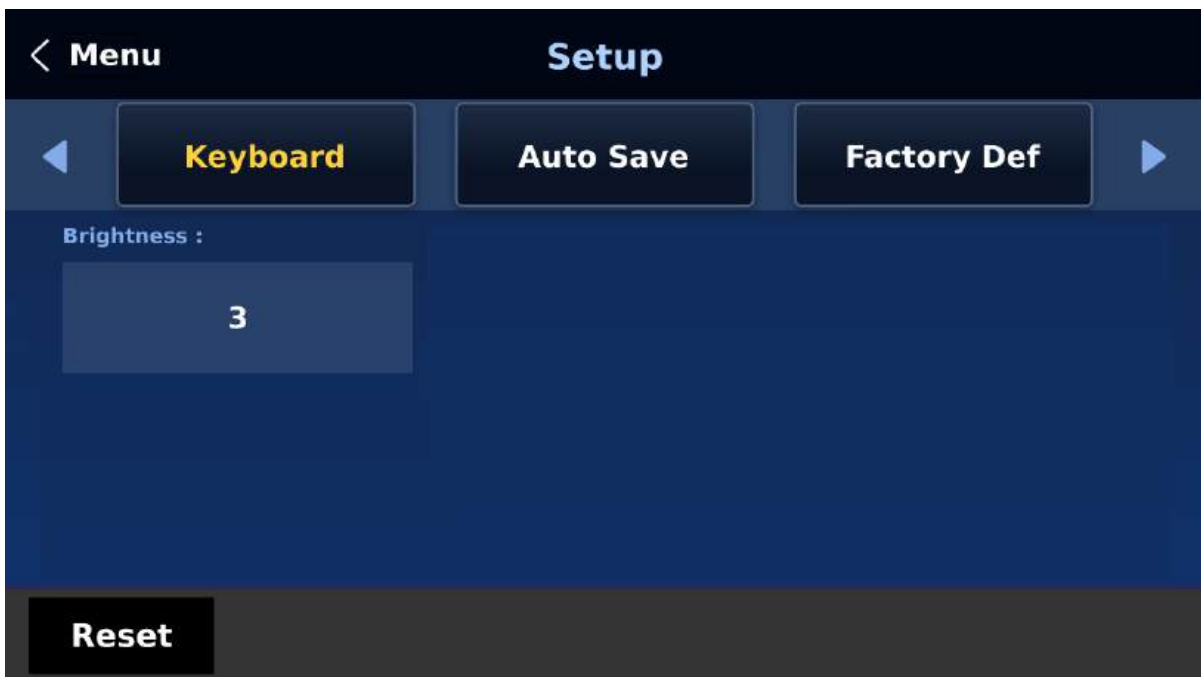 Menu
Setup
Keyboard
Auto Save
Factory Def
Brightness :
3
Reset